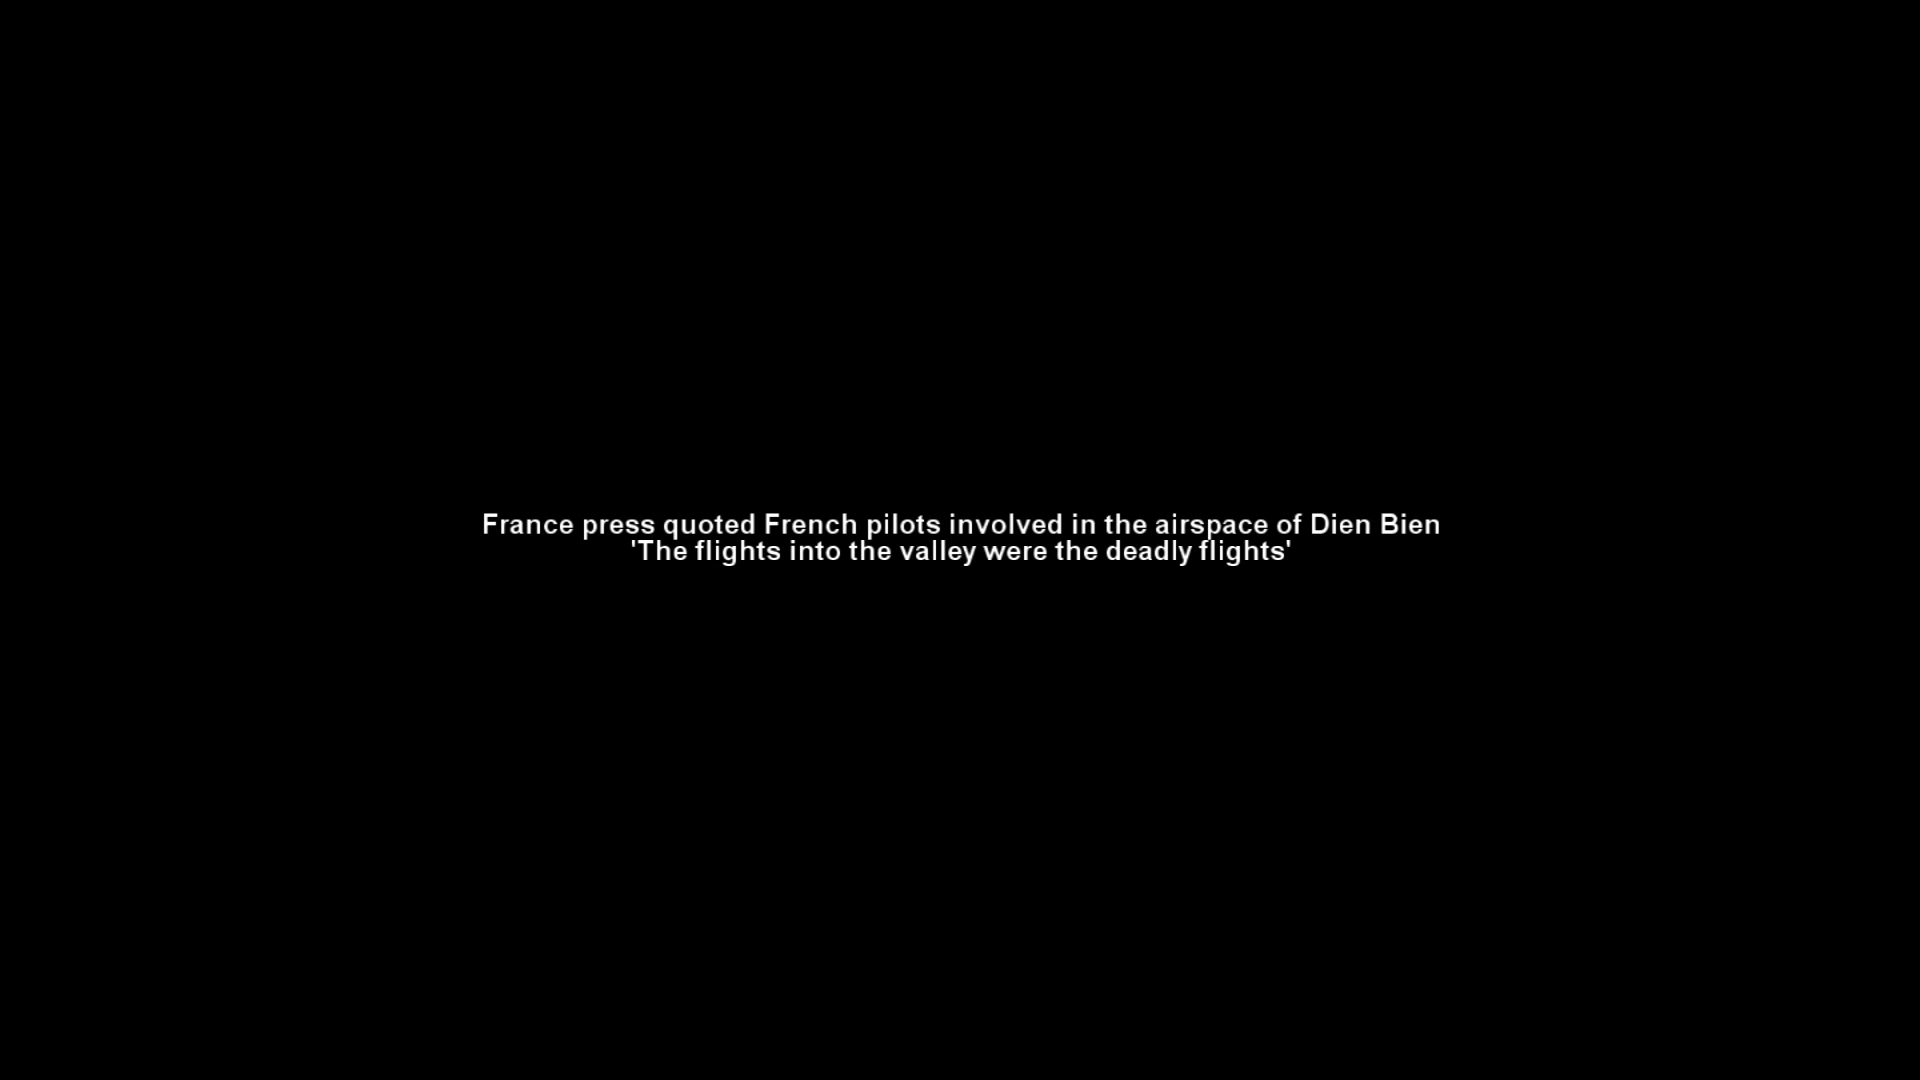 France press quoted French pilots involved in the airspace of Dien Bien
'The flights into the valley were the deadly flights'